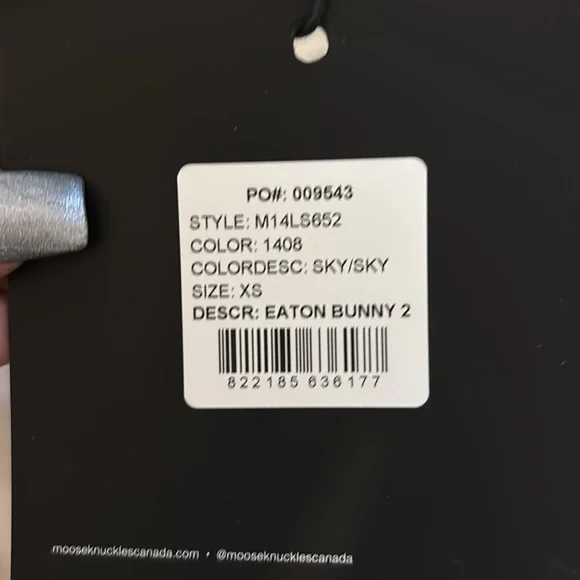 PO#: 009543
STYLE: M14LS652
COLOR: 1408
COLORDESC: SKY/SKY
SIZE: XS
DESCR: EATON BUNNY 2
822185 636177
mooseknucklescanada.com · @mooseknucklescanada